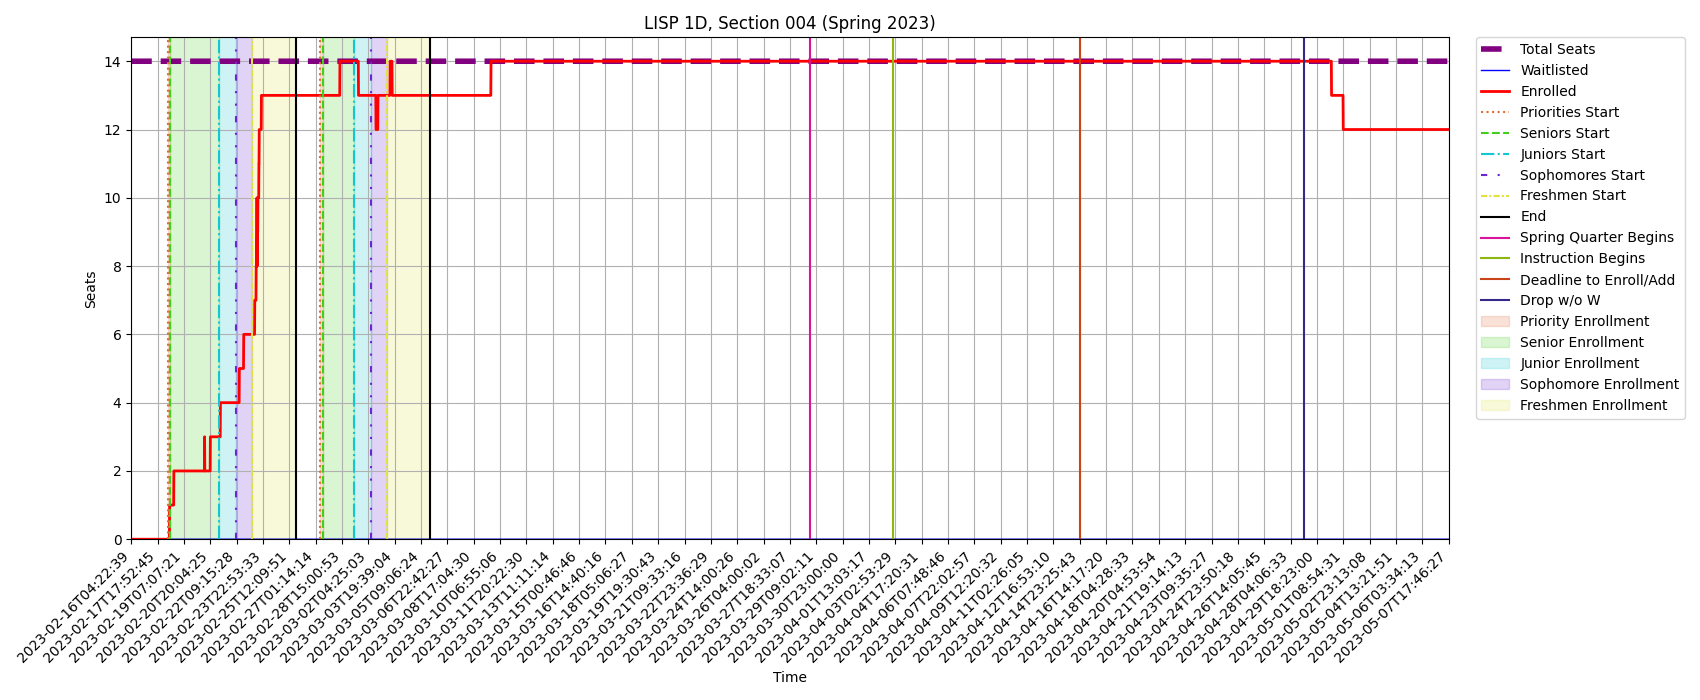 LISP 1D, Section 004 (Spring 2023)
14
12
10
8
6
4
2
0
Seats
2023-02-16T04:22:39
2023-02-17T17:52:45
2023-02-19T07:07:21
2023-02-20T20:04:25
2023-02-22T09:15:28
2023-02-23T22:53:33
2023-02-25T12:09:51
2023-02-27T01:14:14
2023-02-28T15:00:53
2023-03-02T04:25:03
2023-03-03T19:39:04
2023-03-05T09:06:24
2023-03-06T22:42:27
2023-03-08T17:04:30
2023-03-10T06:55:06
2023-03-11T20:22:30
2023-03-13T11:11:14
2023-03-15T00:46:46
2023-03-16T14:40:16
2023-03-18T05:06:27
2023-03-19T19:30:43
2023-03-21T09:33:16
2023-03-22T23:36:29
2023-03-24T14:00:26
2023-03-26T04:00:02
2023-03-27T18:33:07
2023-03-29T09:02:11
2023-03-30T23:00:00
2023-04-01T13:03:17
2023-04-03T02:53:29
2023-04-04T17:20:31
2023-04-06T07:48:46
2023-04-07T22:02:57
2023-04-09T12:20:32
2023-04-11T02:26:05
2023-04-12T16:53:10
2023-04-14T23:25:43
2023-04-16T14:17:20
2023-04-18T04:28:33
2023-04-20T04:53:54
2023-04-21T19:14:13
2023-04-23T09:35:27
2023-04-24T23:50:18
2023-04-26T14:05:45
2023-04-28T04:06:33
2023-04-29T18:23:00
2023-05-01T08:54:31
2023-05-02T23:13:08
2023-05-04T13:21:51
2023-05-06T03:34:13
2023-05-07T17:46:27
Time
Total Seats
Waitlisted
Enrolled
Priorities Start
Seniors Start
Juniors Start
Sophomores Start
Freshmen Start
End
Spring Quarter Begins
Instruction Begins
Deadline to Enroll/Add
Drop w/o W
Priority Enrollment
Senior Enrollment
Junior Enrollment
Sophomore Enrollment
Freshmen Enrollment